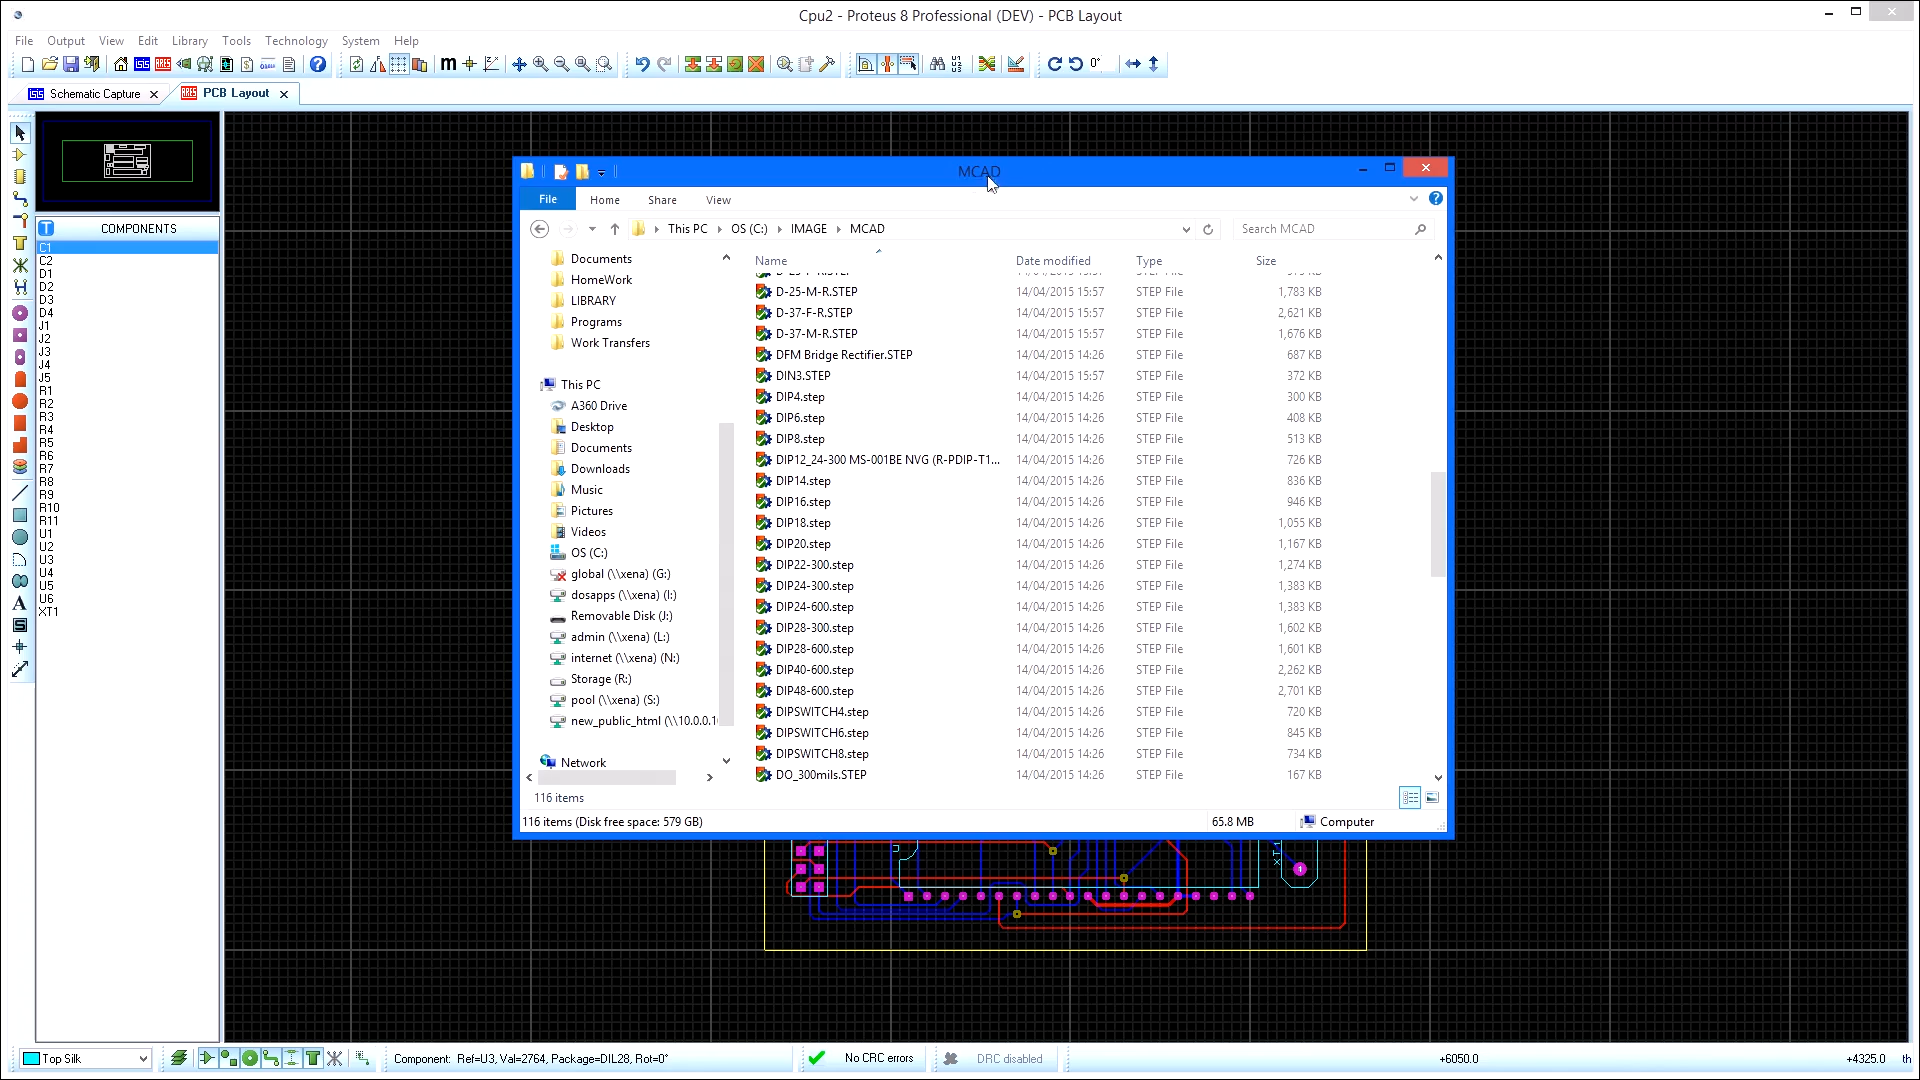 Cpu2 - Proteus 8 Professional (DEV) - PCB Layout
File Output View Edit Library Tools Technology System Help
m 0°
Schematic Capture PCB Layout
COMPONENTS
C1
C2
D1
D2
D3
D4
J1
J2
J3
J4
J5
R1
R2
R3
R4
R5
R6
R7
R8
R9
R10
R11
U1
U2
U3
U4
U5
U6
XT1
MCAD
File Home Share View
This PC OS (C:) IMAGE MCAD
Search MCAD
Documents
HomeWork
LIBRARY
Programs
Work Transfers
This PC
A360 Drive
Desktop
Documents
Downloads
Music
Pictures
Videos
OS (C:)
global (\\xena) (G:)
dosapps (\\xena) (I:)
Removable Disk (J:)
admin (\\xena) (L:)
internet (\\xena) (N:)
Storage (R:)
pool (\\xena) (S:)
new_public_html (\\10.0.0.1
Network
Name Date modified Type Size
D-25-M-R.STEP 14/04/2015 15:57 STEP File 1,783 KB
D-37-F-R.STEP 14/04/2015 15:57 STEP File 2,621 KB
D-37-M-R.STEP 14/04/2015 15:57 STEP File 1,676 KB
DFM Bridge Rectifier.STEP 14/04/2015 14:26 STEP File 687 KB
DIN3.STEP 14/04/2015 15:57 STEP File 372 KB
DIP4.step 14/04/2015 14:26 STEP File 300 KB
DIP6.step 14/04/2015 14:26 STEP File 408 KB
DIP8.step 14/04/2015 14:26 STEP File 513 KB
DIP12_24-300 MS-001BE NVG (R-PDIP-T1... 14/04/2015 14:26 STEP File 726 KB
DIP14.step 14/04/2015 14:26 STEP File 836 KB
DIP16.step 14/04/2015 14:26 STEP File 946 KB
DIP18.step 14/04/2015 14:26 STEP File 1,055 KB
DIP20.step 14/04/2015 14:26 STEP File 1,167 KB
DIP22-300.step 14/04/2015 14:26 STEP File 1,274 KB
DIP24-300.step 14/04/2015 14:26 STEP File 1,383 KB
DIP24-600.step 14/04/2015 14:26 STEP File 1,383 KB
DIP28-300.step 14/04/2015 14:26 STEP File 1,602 KB
DIP28-600.step 14/04/2015 14:26 STEP File 1,601 KB
DIP40-600.step 14/04/2015 14:26 STEP File 2,262 KB
DIP48-600.step 14/04/2015 14:26 STEP File 2,701 KB
DIPSWITCH4.step 14/04/2015 14:26 STEP File 720 KB
DIPSWITCH6.step 14/04/2015 14:26 STEP File 845 KB
DIPSWITCH8.step 14/04/2015 14:26 STEP File 734 KB
DO_300mils.STEP 14/04/2015 14:26 STEP File 167 KB
116 items
116 items (Disk free space: 579 GB) 65.8 MB Computer
XT1
Top Silk Component: Ref=U3, Val=2764, Package=DIL28, Rot=0° No CRC errors DRC disabled +6050.0 +4325.0 th